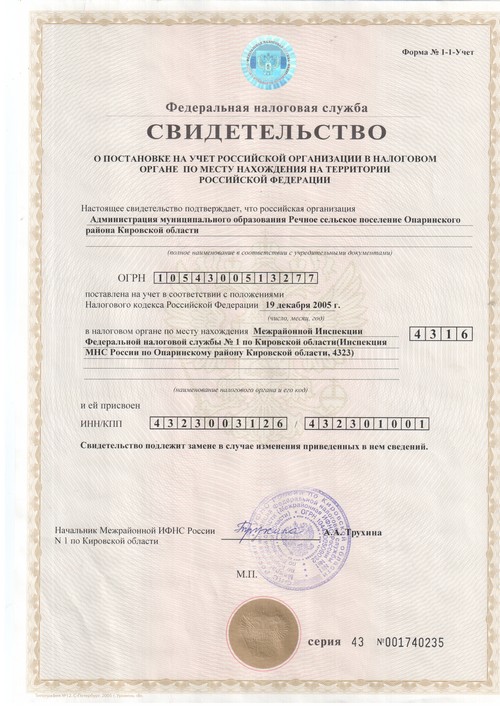 Форма № 1-1-Учет
Федеральная налоговая служба
СВИДЕТЕЛЬСТВО
О ПОСТАНОВКЕ НА УЧЕТ РОССИЙСКОЙ ОРГАНИЗАЦИИ В НАЛОГОВОМ
ОРГАНЕ ПО МЕСТУ НАХОЖДЕНИЯ НА ТЕРРИТОРИИ
РОССИЙСКОЙ ФЕДЕРАЦИИ
Настоящее свидетельство подтверждает, что российская организация
Администрация муниципального образования Речное сельское поселение Опаринского
района Кировской области
(полное наименование в соответствии с учредительными документами)
ОГРН 1054300513277
поставлена на учет в соответствии с положениями
Налогового кодекса Российской Федерации 19 декабря 2005 г.
(число, месяц, год)
в налоговом органе по месту нахождения Межрайонной Инспекции 4316
Федеральной налоговой службы № 1 по Кировской области(Инспекция
МНС России по Опаринскому району Кировской области, 4323)
(наименование налогового органа и его код)
и ей присвоен
ИНН/КПП 4323003126 / 432301001
Свидетельство подлежит замене в случае изменения приведенных в нем сведений.
Начальник Межрайонной ИФНС России
N 1 по Кировской области
А.А. Трухина
М.П.
серия 43 №001740235